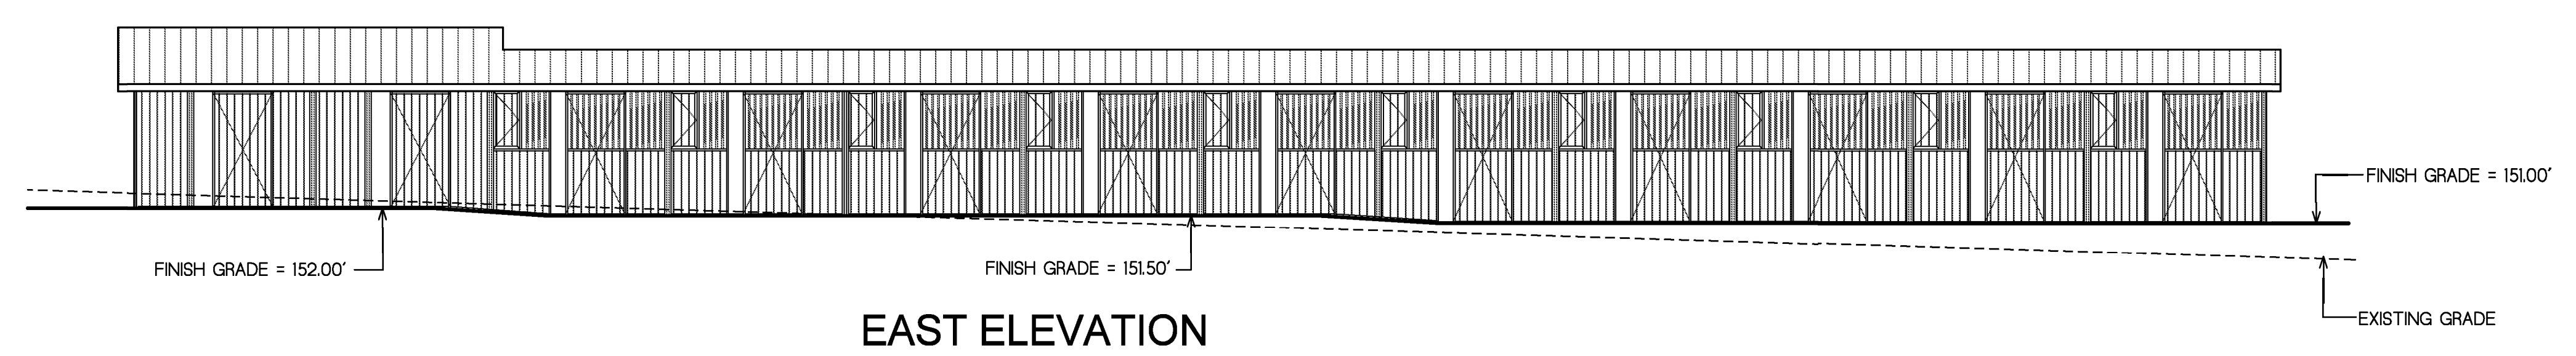 FINISH GRADE = 151.00'
FINISH GRADE = 152.00'
FINISH GRADE = 151.50'
EXISTING GRADE
EAST ELEVATION